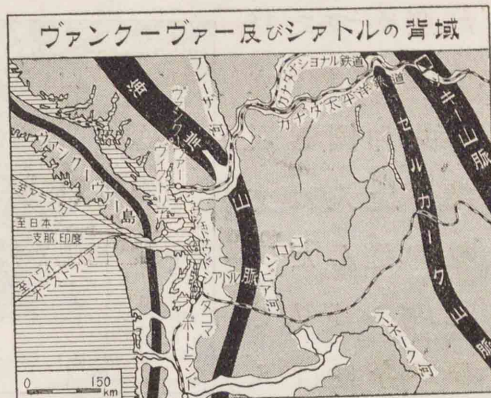 ヴァンクーヴァー及びシアトルの背域
海岸山脈
フレーザー河
カナデアンナショナル鉄道
カナダ太平洋鉄道
ロッキー山脈
セルカーク山脈
ヴァンクーヴァー
ヴィクトリア
ヴァンクーヴァー島
至アラスカ
至日本
支那、印度
至ハワイ
オーストラリア
シアトル
タコマ
ポートランド
コロンビア河
スネーク河
0 150
km